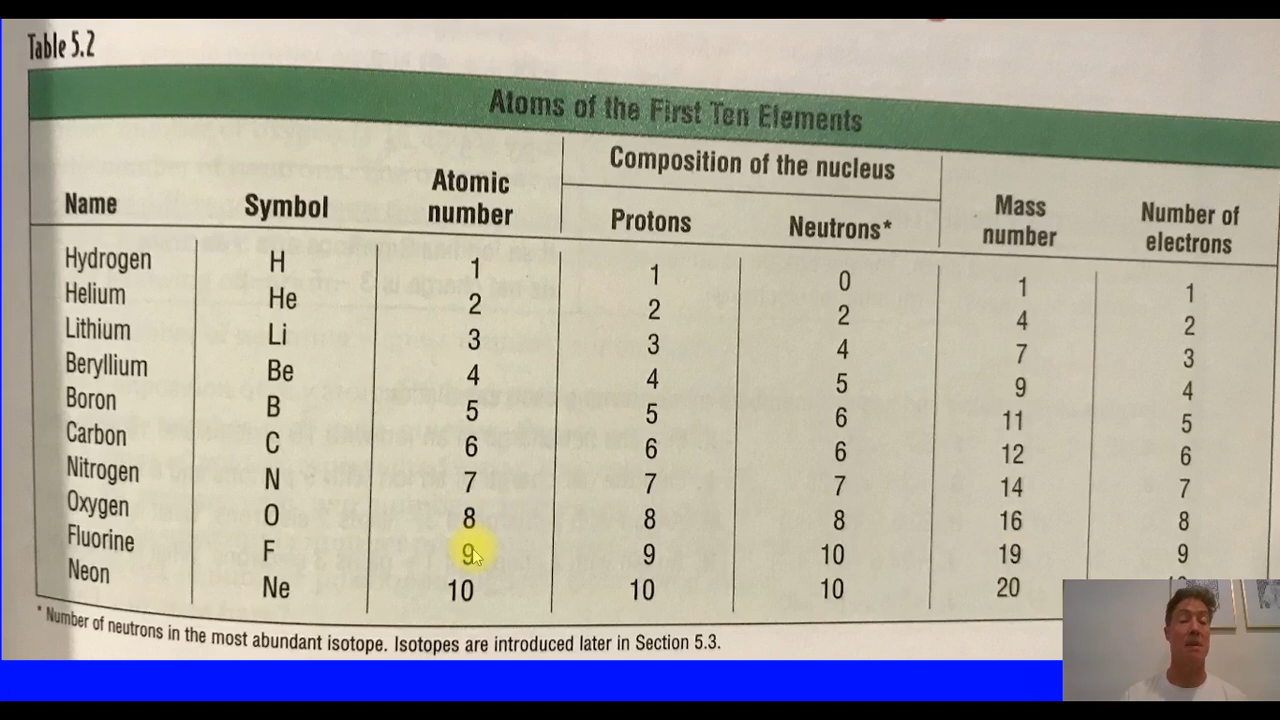 Table 5.2
Atoms of the First Ten Elements
Composition of the nucleus
Name Symbol Atomic number Protons Neutrons* Mass number Number of electrons
Hydrogen H 1 1 0 1 1
Helium He 2 2 2 4 2
Lithium Li 3 3 4 7 3
Beryllium Be 4 4 5 9 4
Boron B 5 5 6 11 5
Carbon C 6 6 6 12 6
Nitrogen N 7 7 7 14 7
Oxygen O 8 8 8 16 8
Fluorine F 9 9 10 19 9
Neon Ne 10 10 10 20
* Number of neutrons in the most abundant isotope. Isotopes are introduced later in Section 5.3.